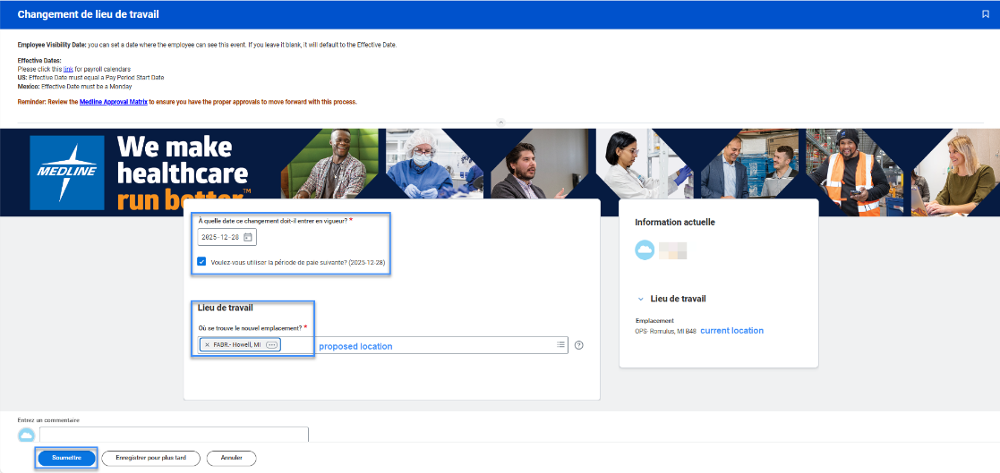 Changement de lieu de travail
Employee Visibility Date: you can set a date where the employee can see this event. If you leave it blank, it will default to the Effective Date.
Effective Dates:
Please click this link for payroll calendars
US: Effective Date must equal a Pay Period Start Date
Mexico: Effective Date must be a Monday
Reminder: Review the Medline Approval Matrix to ensure you have the proper approvals to move forward with this process.
MEDLINE
We make
healthcare
run better™
À quelle date ce changement doit-il entrer en vigueur? *
2025-12-28
Voulez-vous utiliser la période de paie suivante? (2025-12-28)
Lieu de travail
Où se trouve le nouvel emplacement? *
× FABR.- Howell, MI
proposed location
Information actuelle
Lieu de travail
Emplacement
OPS- Romulus, MI B48 current location
Entrez un commentaire
Soumettre
Enregistrer pour plus tard
Annuler